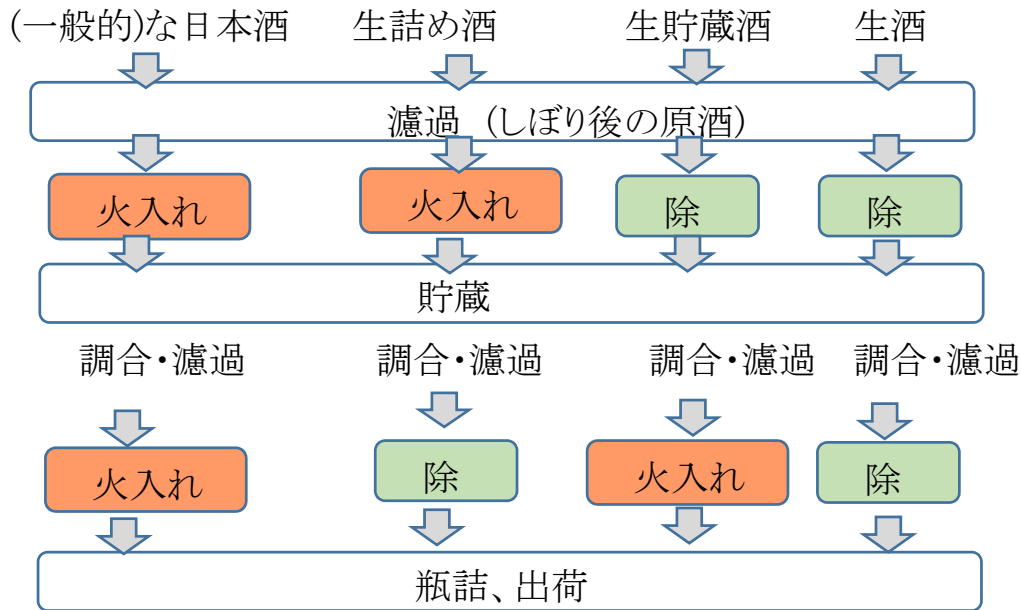 (一般的)な日本酒 生詰め酒 生貯蔵酒 生酒
濾過 (しぼり後の原酒)
火入れ 火入れ 除 除
貯蔵
調合・濾過 調合・濾過 調合・濾過 調合・濾過
火入れ 除 火入れ 除
瓶詰、出荷